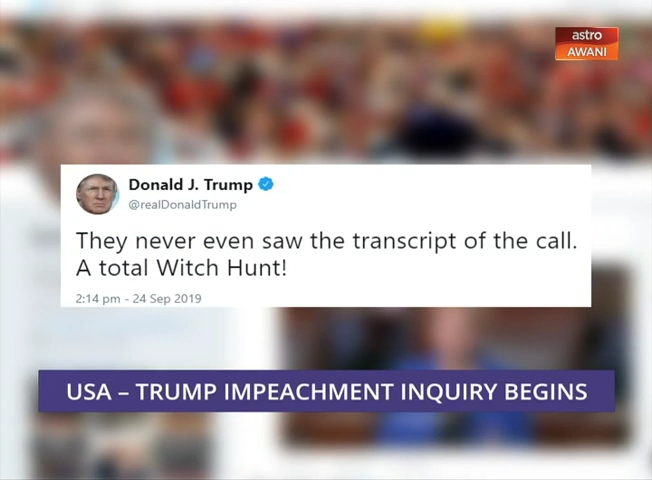 astro
AWANI
Donald J. Trump
@realDonaldTrump
They never even saw the transcript of the call.
A total Witch Hunt!
2:14 pm - 24 Sep 2019
USA – TRUMP IMPEACHMENT INQUIRY BEGINS